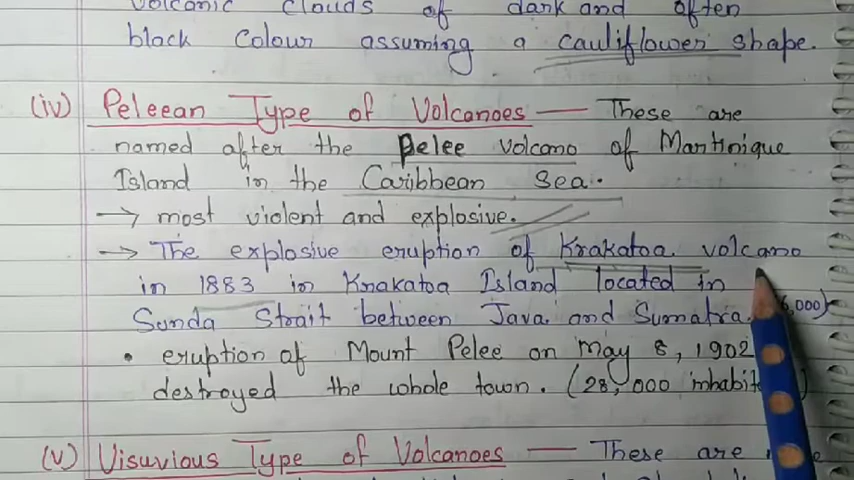 volcanic clouds of dark and often
black colour assuming a cauliflower shape.
(iv) Peleean Type of Volcanoes — These are
named after the Pelee volcano of Martinique
Island in the Caribbean Sea.
→ most violent and explosive.
→ The explosive eruption of Krakatoa volcano
in 1883 in Krakatoa Island located in
Sunda Strait between Java and Sumatra. 6,000)
• eruption of Mount Pelee on may 8, 1902
destroyed the whole town. (28,000 inhabit )
(v) Visuvious Type of Volcanoes — These are